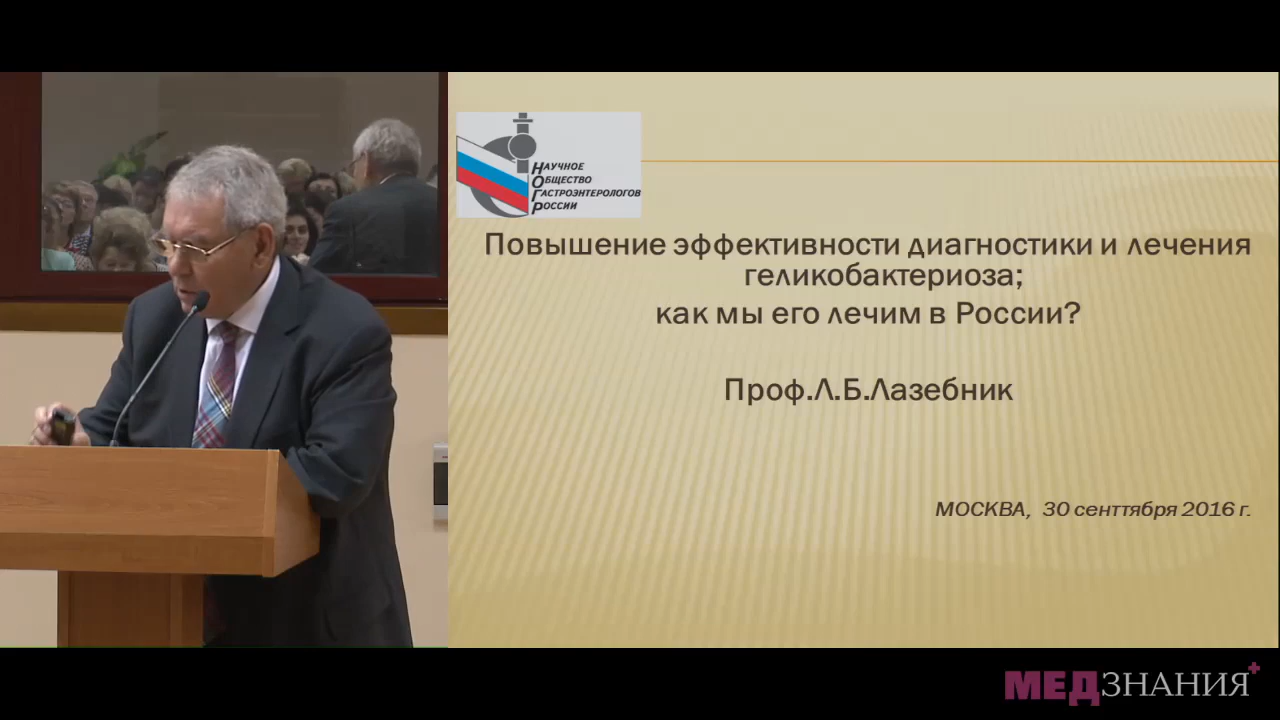 НАУЧНОЕ
ОБЩЕСТВО
ГАСТРОЭНТЕРОЛОГОВ
РОССИИ
Повышение эффективности диагностики и лечения
геликобактериоза;
как мы его лечим в России?
Проф.Л.Б.Лазебник
МОСКВА, 30 сенттября 2016 г.
МЕДЗНАНИЯ+